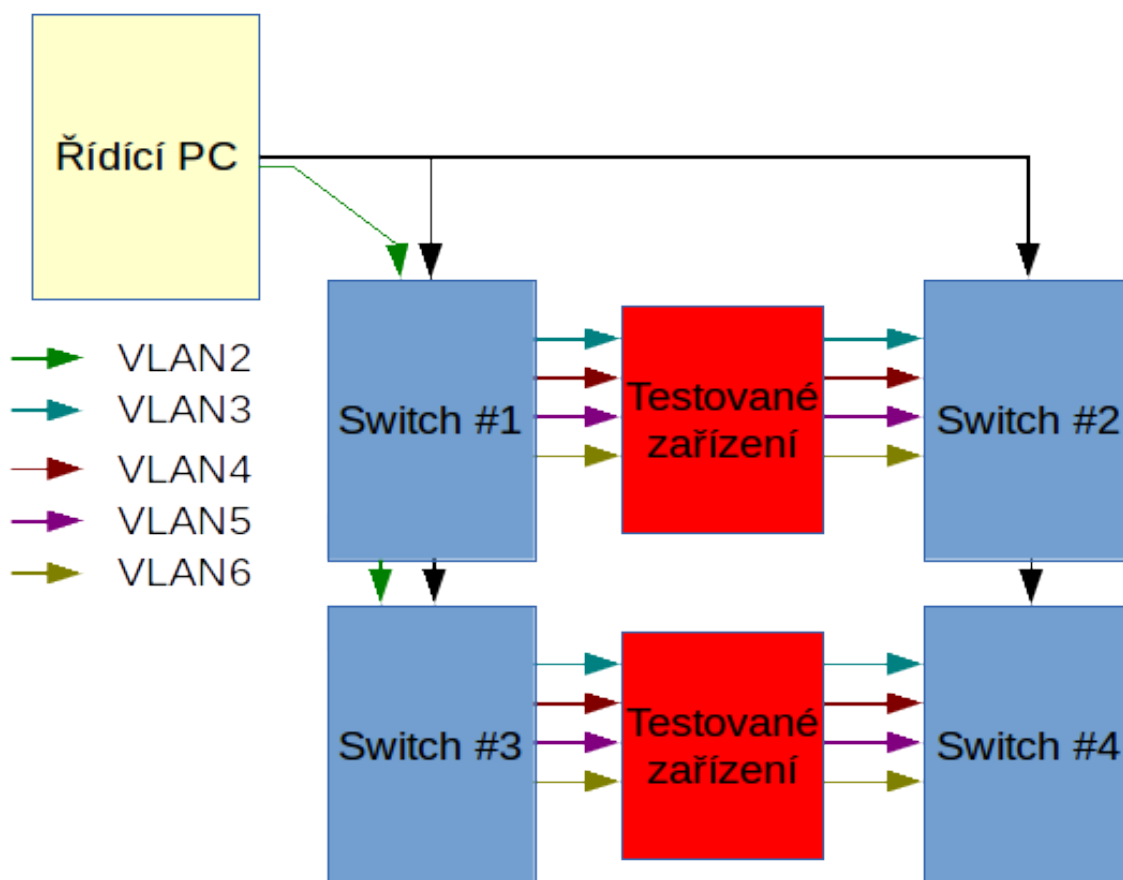 Řídící PC
VLAN2
VLAN3
VLAN4
VLAN5
VLAN6
Switch #1
Testované
zařízení
Switch #2
Switch #3
Testované
zařízení
Switch #4